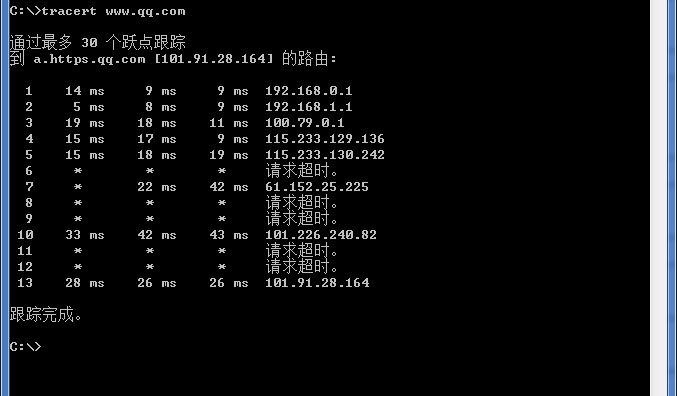 C:\>tracert www.qq.com
通过最多 30 个跃点跟踪
到 a.https.qq.com [101.91.28.164] 的路由:
1 14 ms 9 ms 9 ms 192.168.0.1
2 5 ms 8 ms 9 ms 192.168.1.1
3 19 ms 18 ms 11 ms 100.79.0.1
4 15 ms 17 ms 9 ms 115.233.129.136
5 15 ms 18 ms 19 ms 115.233.130.242
6 * * * 请求超时。
7 * 22 ms 42 ms 61.152.25.225
8 * * * 请求超时。
9 * * * 请求超时。
10 33 ms 42 ms 43 ms 101.226.240.82
11 * * * 请求超时。
12 * * * 请求超时。
13 28 ms 26 ms 26 ms 101.91.28.164
跟踪完成。
C:\>